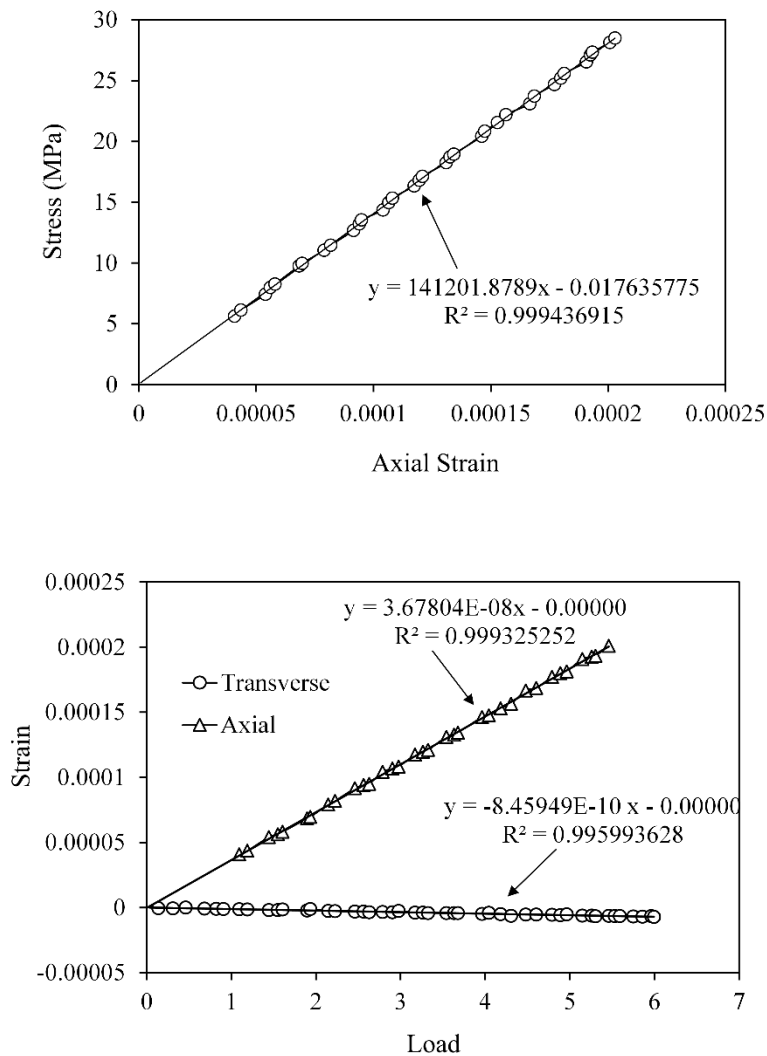 30
25
20
15
10
5
0
Stress (MPa)
y = 141201.8789x - 0.017635775
R² = 0.999436915
0 0.00005 0.0001 0.00015 0.0002 0.00025
Axial Strain
0.00025
0.0002
0.00015
0.0001
0.00005
0
-0.00005
Strain
y = 3.67804E-08x - 0.00000
R² = 0.999325252
Transverse
Axial
y = -8.45949E-10 x - 0.00000
R² = 0.995993628
0 1 2 3 4 5 6 7
Load